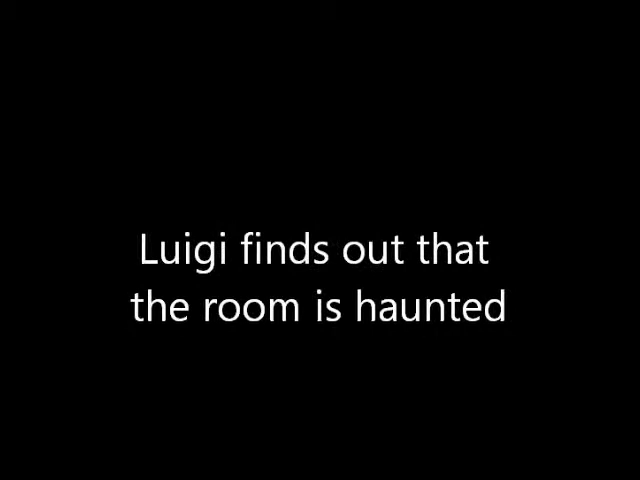 Luigi finds out that
the room is haunted